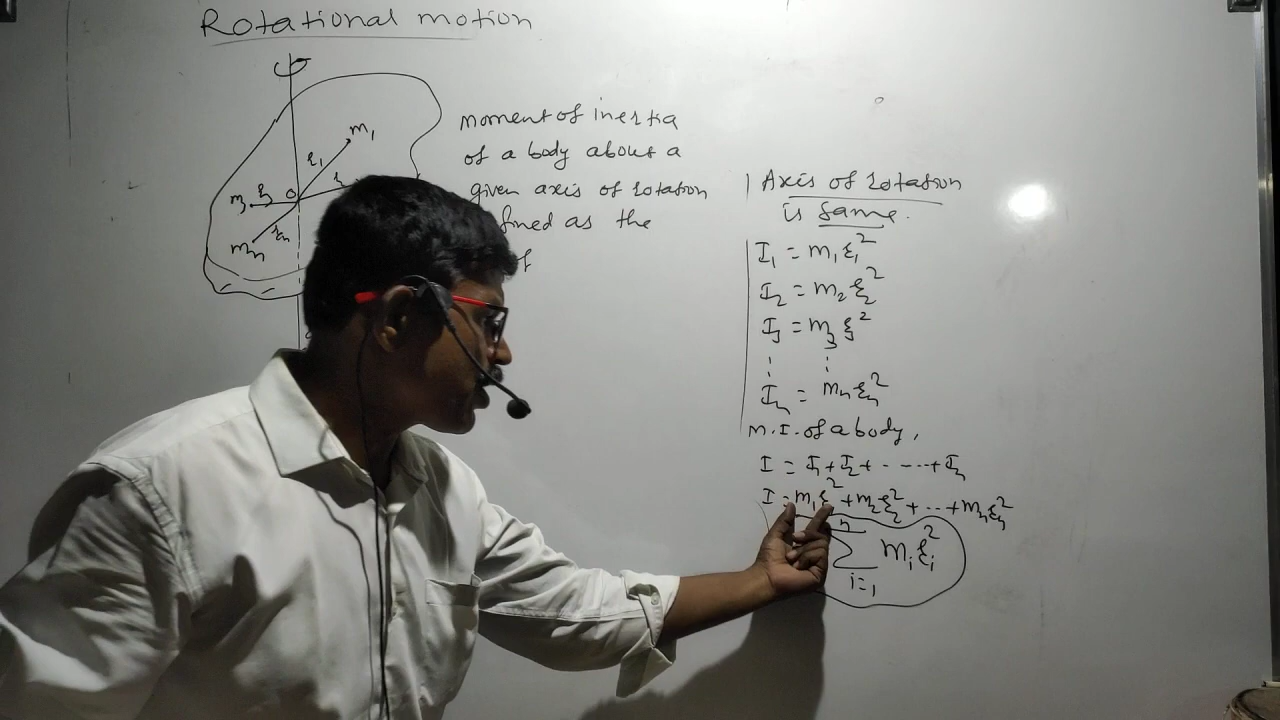 Rotational motion
m₁
r₁
r
m₃ r₃ O
rₙ
mₙ
moment of inertia
of a body about a
given axis of rotation
fined as the
of
Axis of rotation
is same.
I₁ = m₁r₁²
I₂ = m₂r₂²
I₃ = m₃r₃²
⋮ ⋮
Iₙ = mₙrₙ²
M.I. of a body,
I = I₁ + I₂ + ----- + Iₙ
I = m₁r₁² + m₂r₂² + --- + mₙrₙ²
n
Σ mᵢrᵢ²
i=1